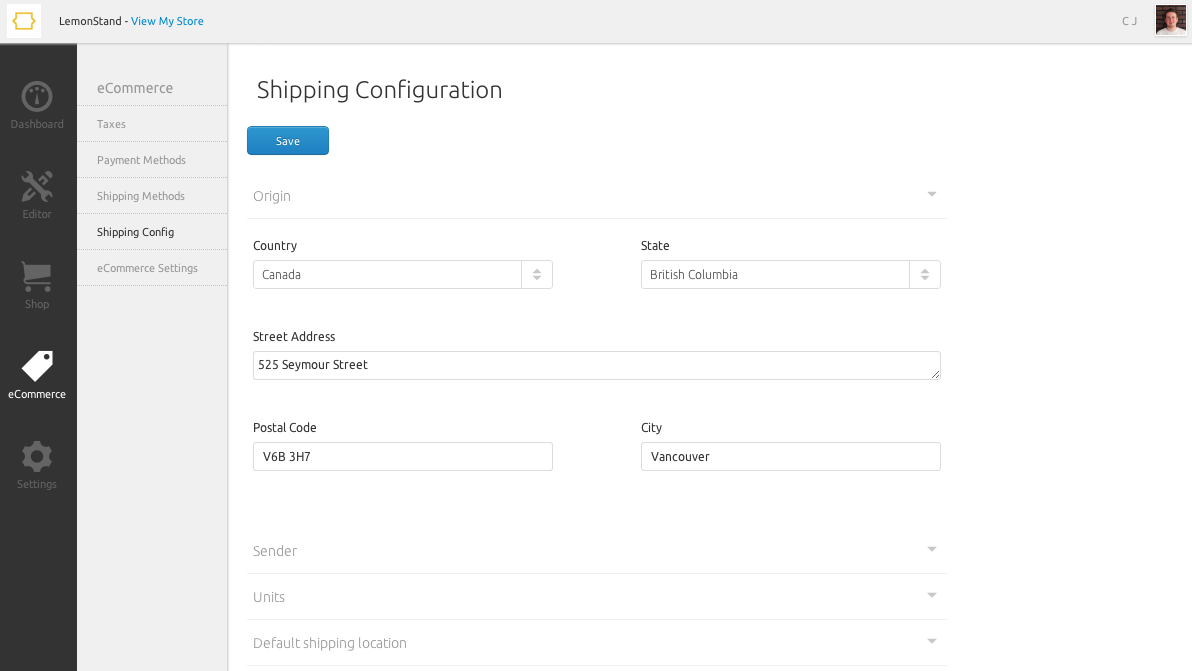 LemonStand - View My Store
C J
Dashboard
Editor
Shop
eCommerce
Settings
eCommerce
Taxes
Payment Methods
Shipping Methods
Shipping Config
eCommerce Settings
Shipping Configuration
Save
Origin
Country State
Canada British Columbia
Street Address
525 Seymour Street
Postal Code City
V6B 3H7 Vancouver
Sender
Units
Default shipping location